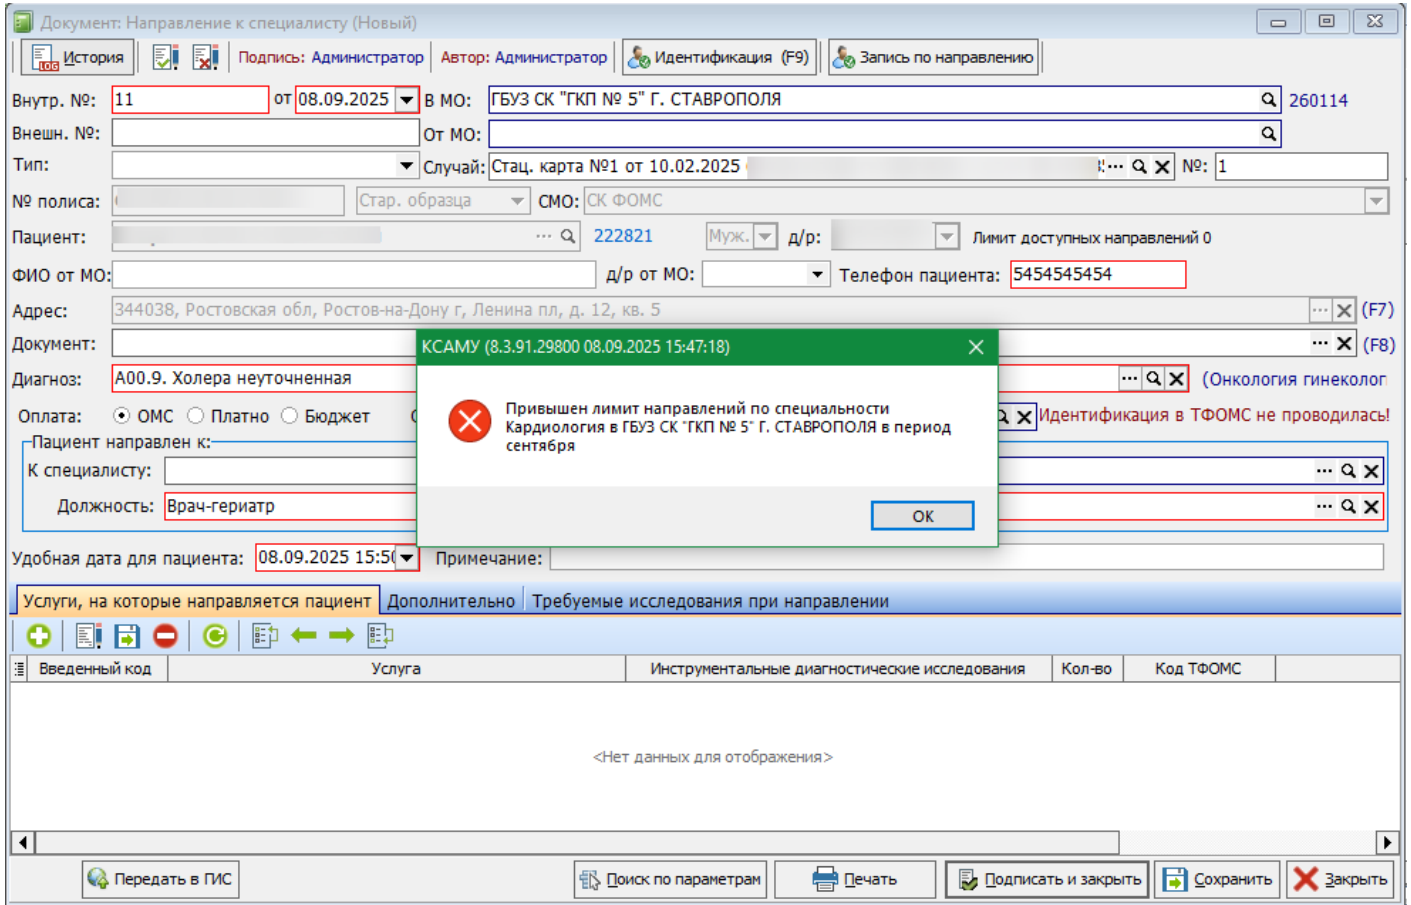 Документ: Направление к специалисту (Новый)
LOG История Подпись: Администратор Автор: Администратор Идентификация (F9) Запись по направлению
Внутр. №: 11 от 08.09.2025 В МО: ГБУЗ СК "ГКП № 5" Г. СТАВРОПОЛЯ 260114
Внешн. №: От МО:
Тип: Случай: Стац. карта №1 от 10.02.2025 №: 1
№ полиса: Стар. образца СМО: СК ФОМС
Пациент: 222821 Муж. д/р: Лимит доступных направлений 0
ФИО от МО: д/р от МО: Телефон пациента: 5454545454
Адрес: 344038, Ростовская обл, Ростов-на-Дону г, Ленина пл, д. 12, кв. 5 (F7)
Документ: (F8)
Диагноз: A00.9. Холера неуточненная (Онкология гинеколог
Оплата: ОМС Платно Бюджет Идентификация в ТФОМС не проводилась!
Пациент направлен к:
К специалисту:
Должность: Врач-гериатр
Удобная дата для пациента: 08.09.2025 15:50 Примечание:
КСАМУ (8.3.91.29800 08.09.2025 15:47:18)
Привышен лимит направлений по специальности
Кардиология в ГБУЗ СК "ГКП № 5" Г. СТАВРОПОЛЯ в период
сентября
ОК
Услуги, на которые направляется пациент Дополнительно Требуемые исследования при направлении
Введенный код Услуга Инструментальные диагностические исследования Кол-во Код ТФОМС
<Нет данных для отображения>
Передать в ГИС Поиск по параметрам Печать Подписать и закрыть Сохранить Закрыть